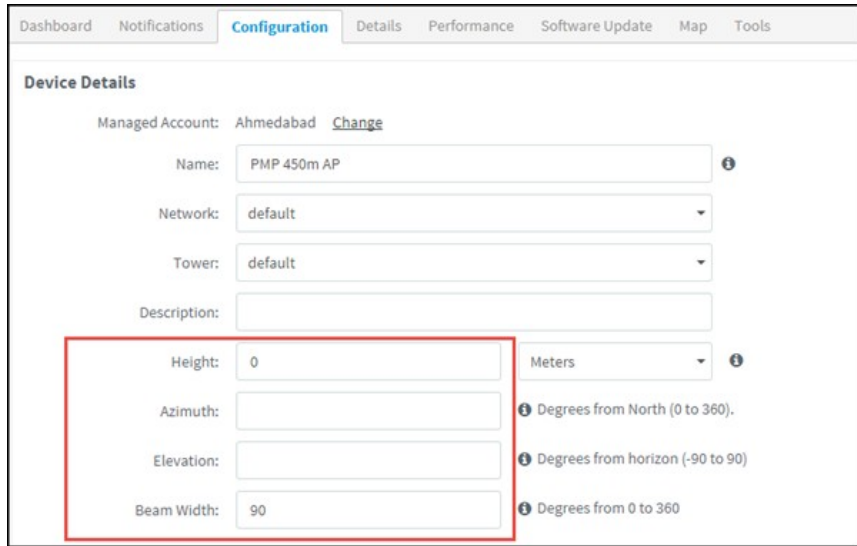 Dashboard Notifications Configuration Details Performance Software Update Map Tools
Device Details
Managed Account: Ahmedabad Change
Name: PMP 450m AP
Network: default
Tower: default
Description:
Height: 0 Meters
Azimuth: Degrees from North (0 to 360).
Elevation: Degrees from horizon (-90 to 90)
Beam Width: 90 Degrees from 0 to 360